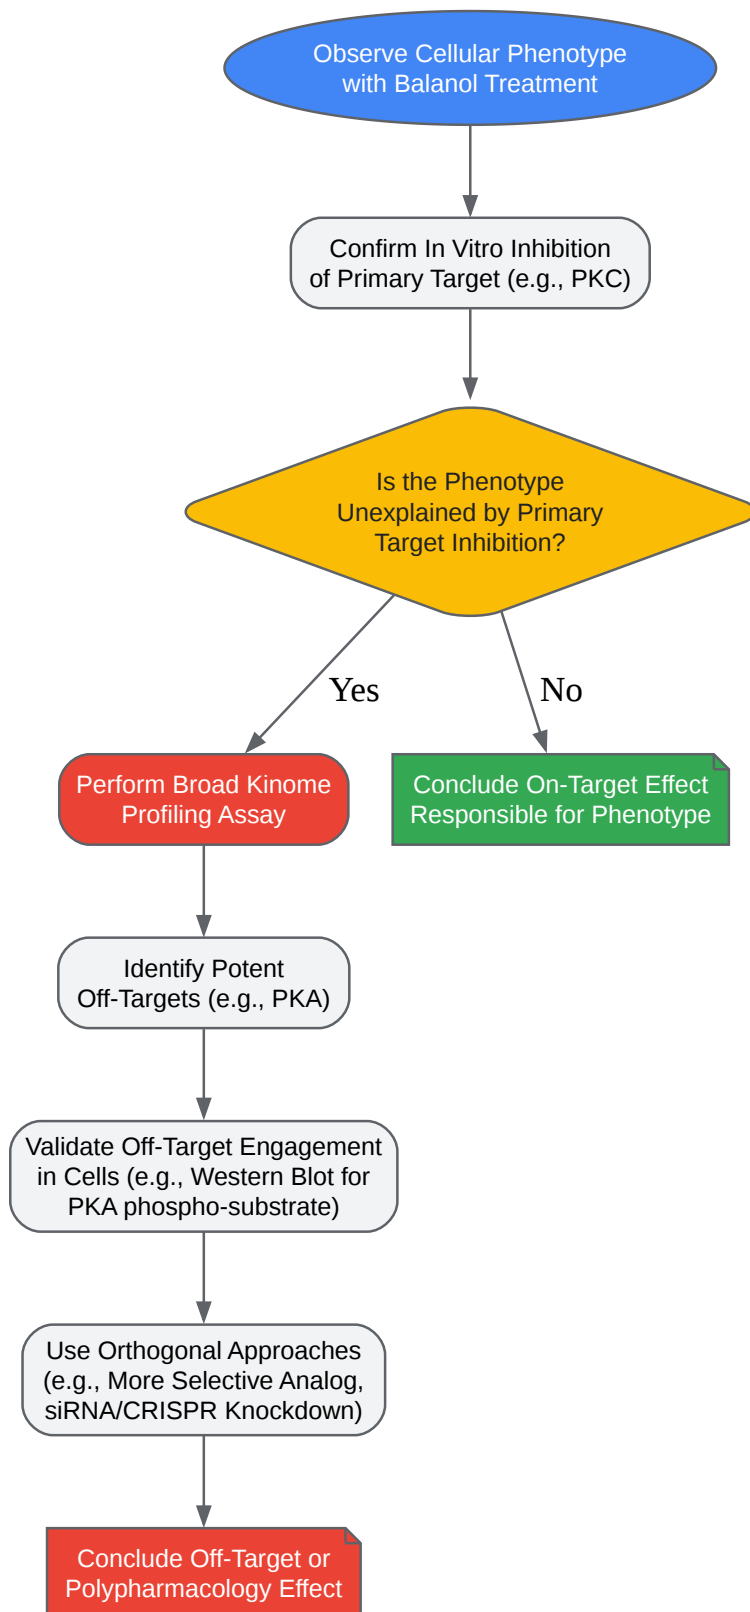 Observe Cellular Phenotype
with Balanol Treatment
Confirm In Vitro Inhibition
of Primary Target (e.g., PKC)
Is the Phenotype
Unexplained by Primary
Target Inhibition?
Yes
No
Perform Broad Kinome
Profiling Assay
Conclude On-Target Effect
Responsible for Phenotype
Identify Potent
Off-Targets (e.g., PKA)
Validate Off-Target Engagement
in Cells (e.g., Western Blot for
PKA phospho-substrate)
Use Orthogonal Approaches
(e.g., More Selective Analog,
siRNA/CRISPR Knockdown)
Conclude Off-Target or
Polypharmacology Effect